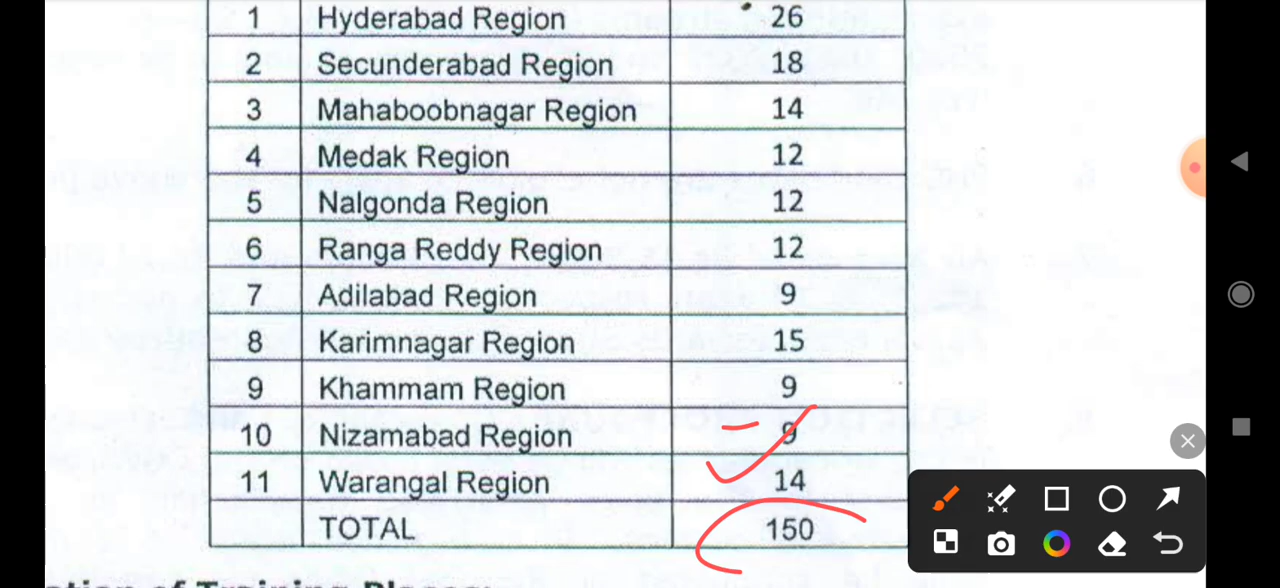 1 Hyderabad Region 26
2 Secunderabad Region 18
3 Mahaboobnagar Region 14
4 Medak Region 12
5 Nalgonda Region 12
6 Ranga Reddy Region 12
7 Adilabad Region 9
8 Karimnagar Region 15
9 Khammam Region 9
10 Nizamabad Region 9
11 Warangal Region 14
TOTAL 150